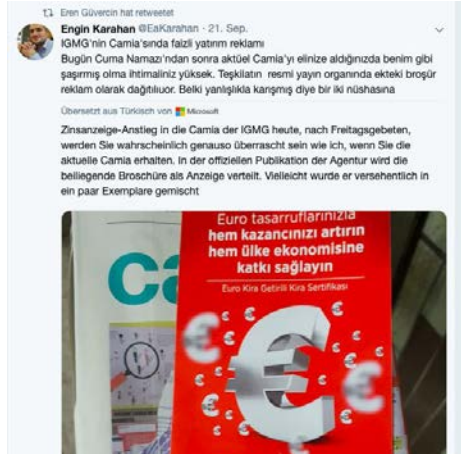 Eren Güvercin hat retweetet
Engin Karahan @EaKarahan · 21. Sep.
IGMG'nin Camia'sında faizli yatırım reklamı
Bugün Cuma Namazı'ndan sonra aktüel Camia'yı elinize aldığınızda benim gibi
şaşırmış olma ihtimaliniz yüksek. Teşkilatın resmi yayın organında ekteki broşür
reklam olarak dağıtılıuor. Belki yanlışlıkla karışmış diye bir iki nüshasına
Übersetzt aus Türkisch von Microsoft
Zinsanzeige-Anstieg in die Camia der IGMG heute, nach Freitagsgebeten,
werden Sie wahrscheinlich genauso überrascht sein wie ich, wenn Sie die
aktuelle Camia erhalten. In der offiziellen Publikation der Agentur wird die
beiliegende Broschüre als Anzeige verteilt. Vielleicht wurde er versehentlich in
ein paar Exemplare gemischt
Euro tasarruflarınızla
hem kazancınızı artırın
hem ülke ekonomisine
katkı sağlayın
Euro Kira Getirili Kira Sertifikası
Ca